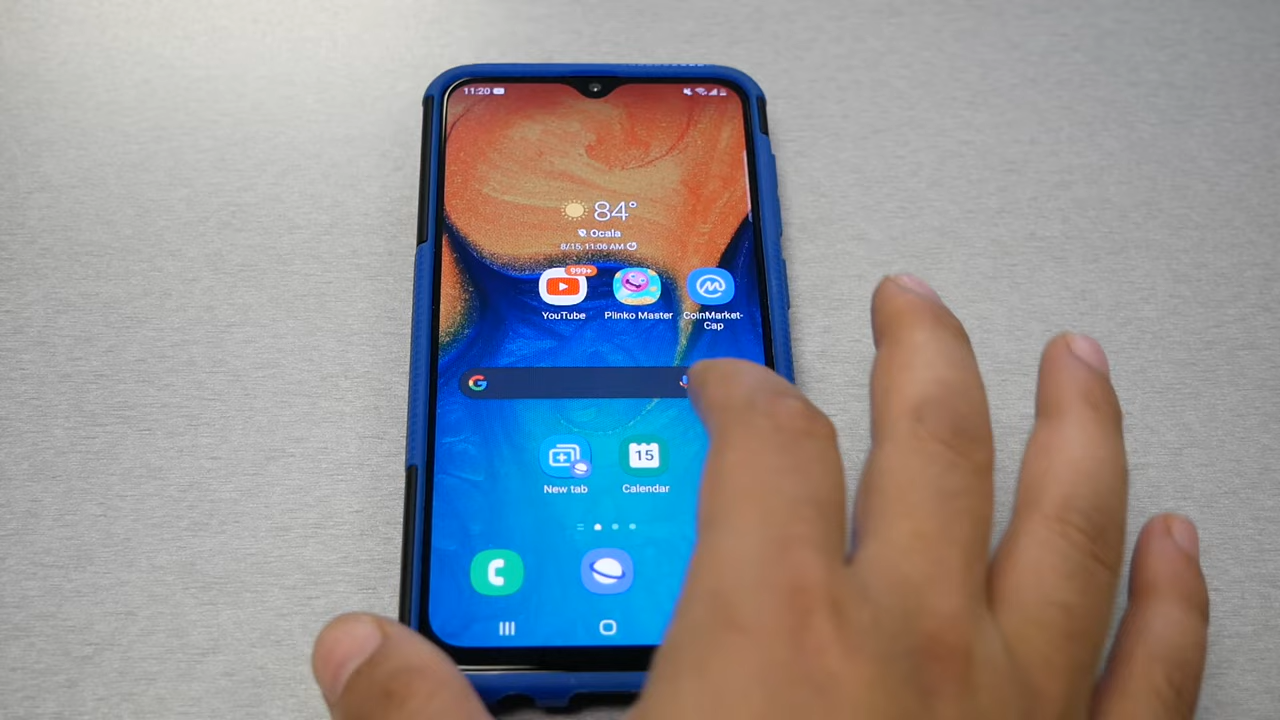 11:20
84°
Ocala
8/15, 11:06 AM
999+
YouTube
Plinko Master
CoinMarket-
Cap
G
15
New tab
Calendar